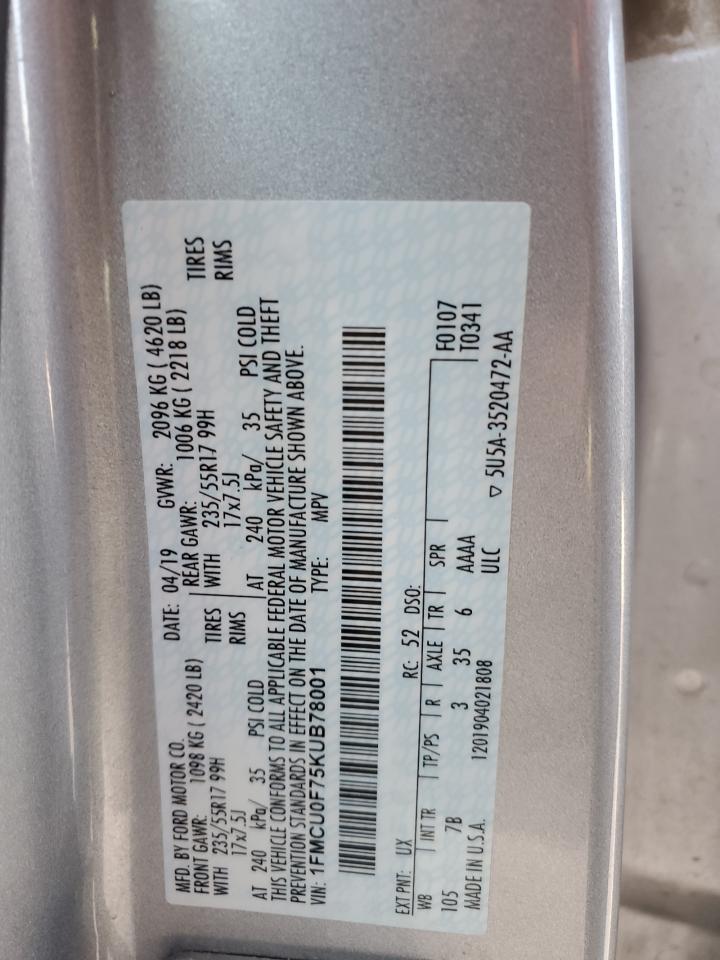 MFD. BY FORD MOTOR CO.
DATE: 04/19 GVWR: 2096 KG ( 4620 LB)
FRONT GAWR: 1098 KG ( 2420 LB) REAR GAWR: 1006 KG ( 2218 LB)
WITH 235/55R17 99H TIRES WITH 235/55R17 99H TIRES
17x7.5J RIMS 17x7.5J RIMS
AT 240 kPa/ 35 PSI COLD AT 240 kPa/ 35 PSI COLD
THIS VEHICLE CONFORMS TO ALL APPLICABLE FEDERAL MOTOR VEHICLE SAFETY AND THEFT
PREVENTION STANDARDS IN EFFECT ON THE DATE OF MANUFACTURE SHOWN ABOVE.
VIN: 1FMCU0F75KUB78001 TYPE: MPV
EXT PNT: UX RC: 52 DSO:
WB INT TR TP/PS R AXLE TR SPR F0107
105 7B 3 35 6 AAAA T0341
MADE IN U.S.A. 1201904021808 ULC ▽ 5U5A-3520472-AA